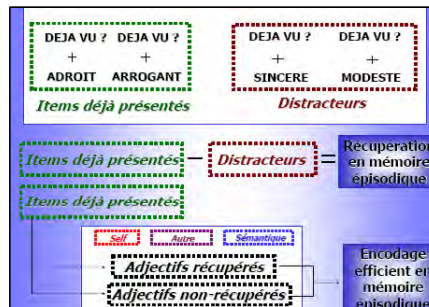 DEJA VU ? DEJA VU ?
+ +
ADROIT ARROGANT
Items déjà présentés
DEJA VU ? DEJA VU ?
+ +
SINCERE MODESTE
Distracteurs
Items déjà présentés − Distracteurs = Récupération en mémoire épisodique
Items déjà présentés
Self Autre Sémantique
Adjectifs récupérés
Adjectifs non-récupérés
Encodage
efficient en
mémoire
épisodique